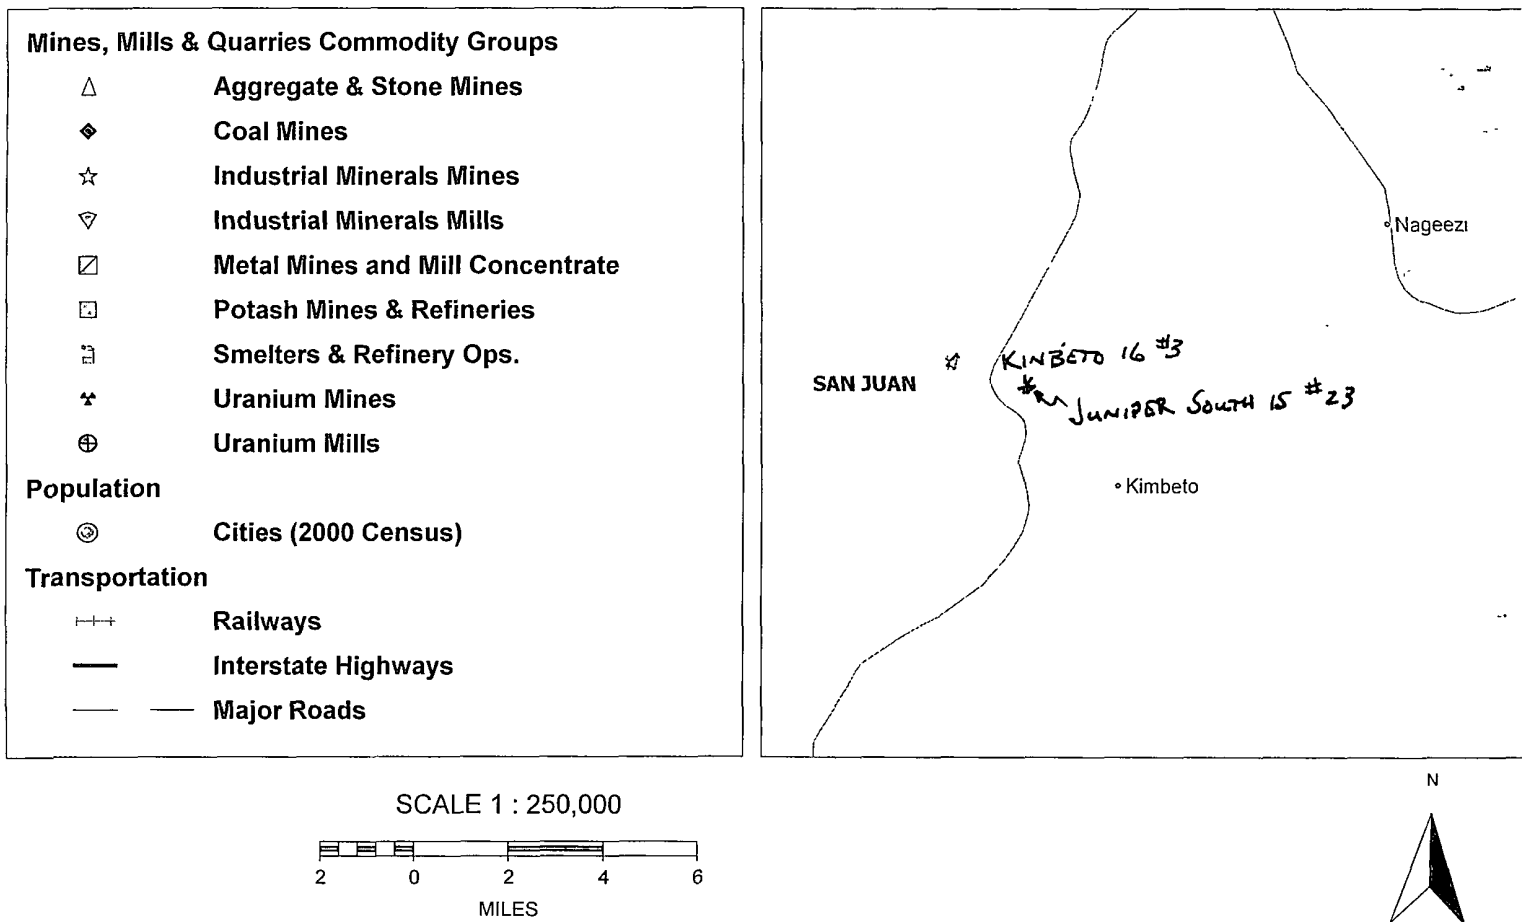 Mines, Mills & Quarries Commodity Groups
Aggregate & Stone Mines
Coal Mines
Industrial Minerals Mines
Industrial Minerals Mills
Metal Mines and Mill Concentrate
Potash Mines & Refineries
Smelters & Refinery Ops.
Uranium Mines
Uranium Mills
Population
Cities (2000 Census)
Transportation
Railways
Interstate Highways
Major Roads
SCALE 1 : 250,000
2 0 2 4 6
MILES
Nageezi
KINBETO 16 #3
SAN JUAN
JUNIPER SOUTH 15 #23
Kimbeto
N